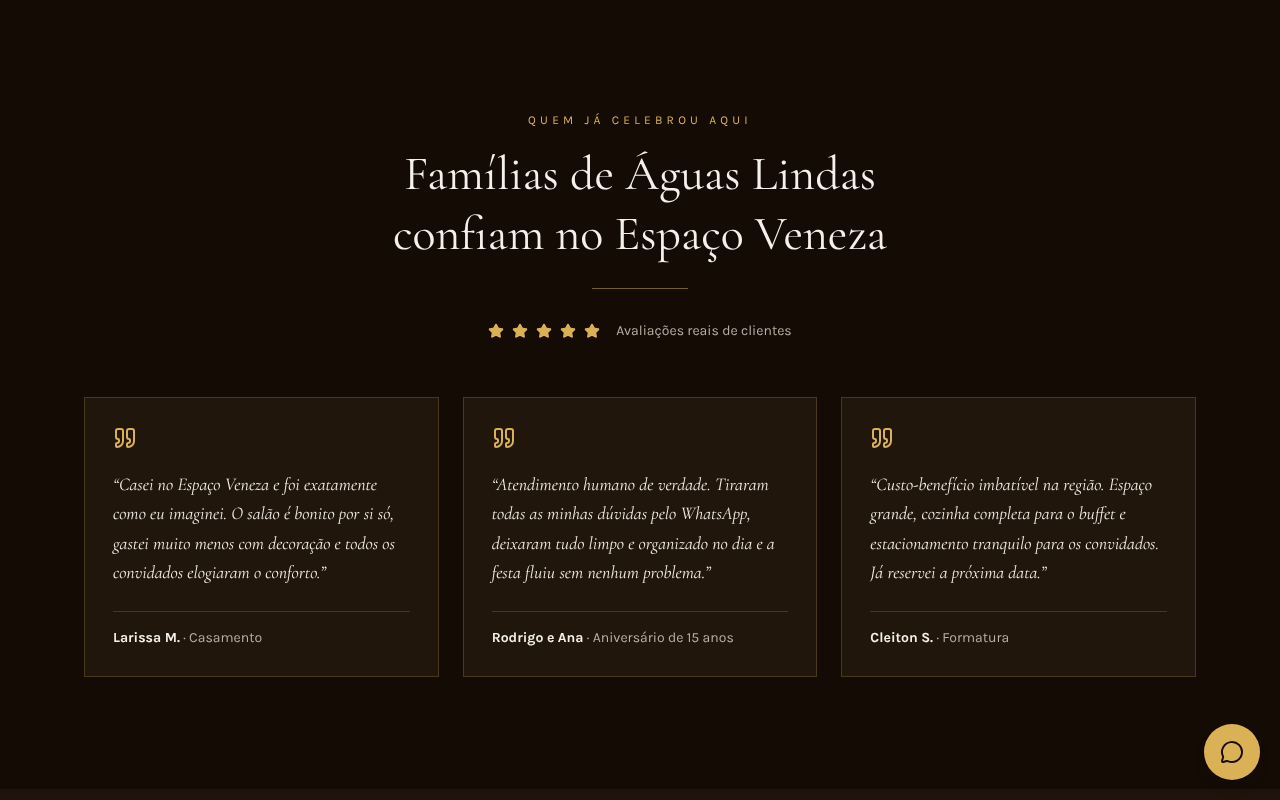 QUEM JÁ CELEBROU AQUI
Famílias de Águas Lindas
confiam no Espaço Veneza
Avaliações reais de clientes
“Casei no Espaço Veneza e foi exatamente
como eu imaginei. O salão é bonito por si só,
gastei muito menos com decoração e todos os
convidados elogiaram o conforto.”
Larissa M. · Casamento
“Atendimento humano de verdade. Tiraram
todas as minhas dúvidas pelo WhatsApp,
deixaram tudo limpo e organizado no dia e a
festa fluiu sem nenhum problema.”
Rodrigo e Ana · Aniversário de 15 anos
“Custo-benefício imbatível na região. Espaço
grande, cozinha completa para o buffet e
estacionamento tranquilo para os convidados.
Já reservei a próxima data.”
Cleiton S. · Formatura